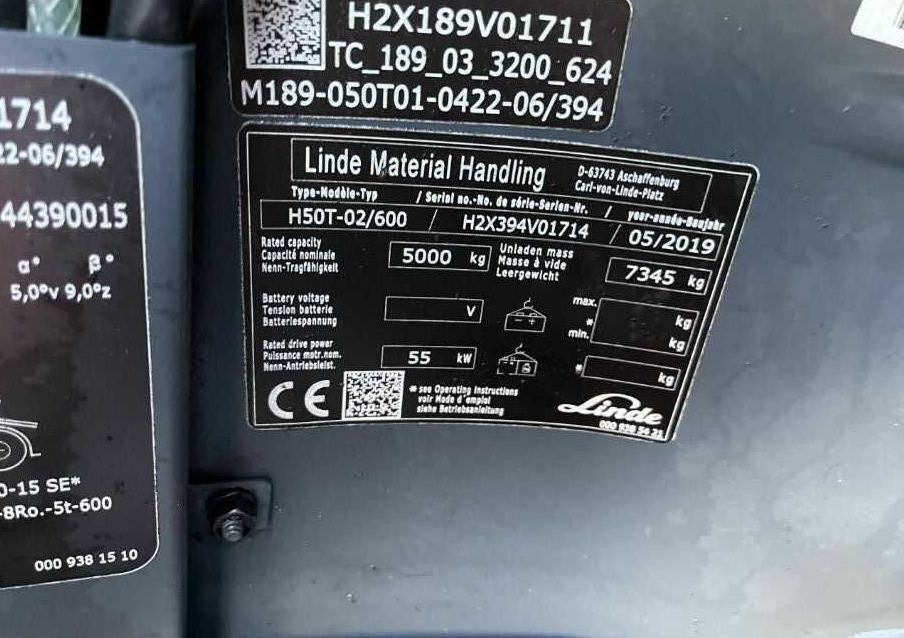 H2X189V01711
TC_189_03_3200_624
M189-050T01-0422-06/394
1714
22-06/394
44390015
α° β°
5,0°v 9,0°z
0-15 SE*
-8Ro.-5t-600
000 938 15 10
Linde Material Handling
D-63743 Aschaffenburg
Carl-von-Linde-Platz
Type-Modèle-Typ / Serial no.-No. de série-Serien-Nr. / year-année-Baujahr
H50T-02/600 / H2X394V01714 / 05/2019
Rated capacity
Capacité nominale
Nenn-Tragfähigkeit
5000 kg
Unladen mass
Masse à vide
Leergewicht
7345 kg
Battery voltage
Tension batterie
Batteriespannung
V
max. kg
*
min. kg
Rated drive power
Puissance motr.nom.
Nenn-Antriebsleist.
55 kW
* kg
CE
* see Operating Instructions
voir Mode d'emploi
siehe Betriebsanleitung
Linde
000 938 54 21